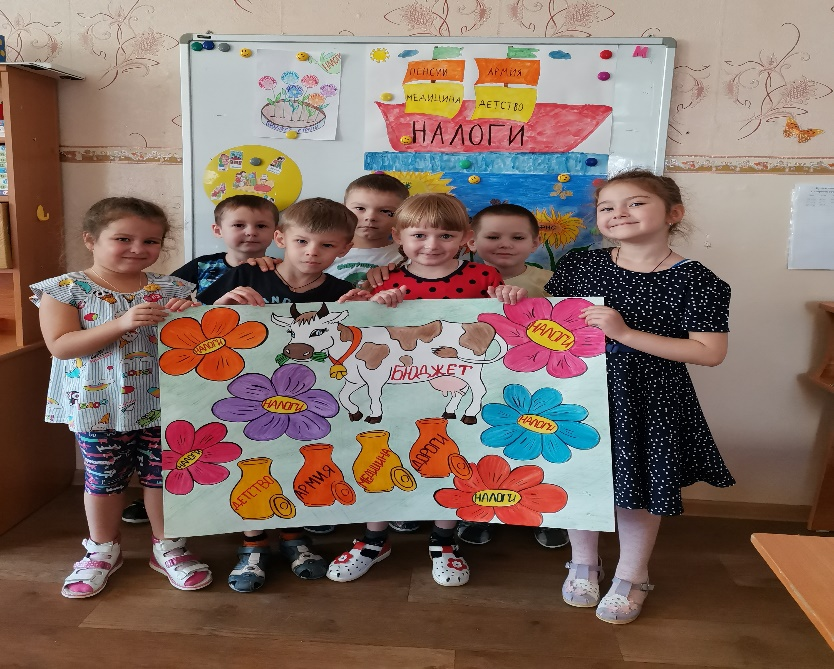 ПЕНСИИ
АРМИЯ
МЕДИЦИНА
ДЕТСТВО
НАЛОГИ
НАЛОГИ
НАЛОГИ
БЮДЖЕТ
НАЛОГИ
НАЛОГИ
НАЛОГИ
ДЕТСТВО
АРМИЯ
МЕДИЦИНА
ДОРОГИ
НАЛОГИ